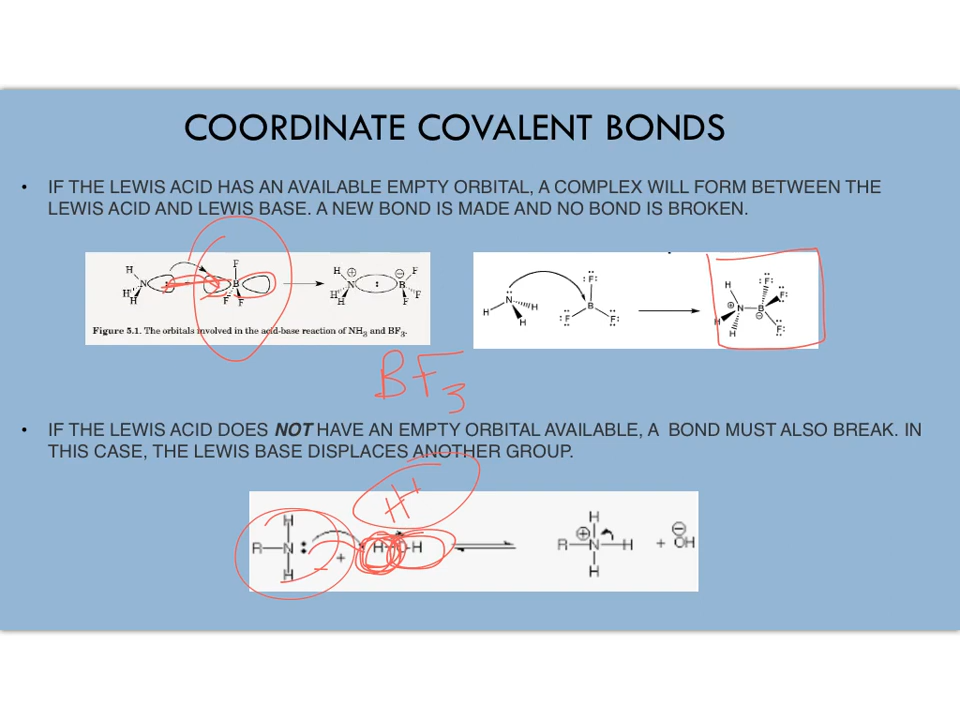 COORDINATE COVALENT BONDS
• IF THE LEWIS ACID HAS AN AVAILABLE EMPTY ORBITAL, A COMPLEX WILL FORM BETWEEN THE
LEWIS ACID AND LEWIS BASE. A NEW BOND IS MADE AND NO BOND IS BROKEN.
H N H H F B F F H N ⊕ H H : ⊖ B F F F
H N H H :F: B :F: F: H N ⊕ H H B ⊖ :F: F: F:
Figure 5.1. The orbitals involved in the acid-base reaction of NH3 and BF3.
BF3
• IF THE LEWIS ACID DOES NOT HAVE AN EMPTY ORBITAL AVAILABLE, A BOND MUST ALSO BREAK. IN
THIS CASE, THE LEWIS BASE DISPLACES ANOTHER GROUP.
H+
H H
R—N: + H-O-H R—N—H + OH
H H